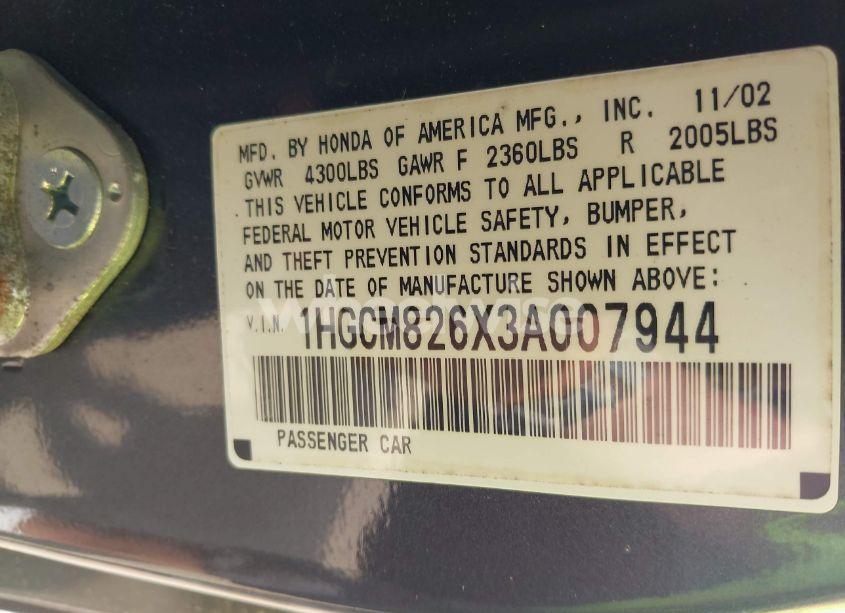 MFD. BY HONDA OF AMERICA MFG., INC. 11/02
GVWR 4300LBS GAWR F 2360LBS R 2005LBS
THIS VEHICLE CONFORMS TO ALL APPLICABLE
FEDERAL MOTOR VEHICLE SAFETY, BUMPER,
AND THEFT PREVENTION STANDARDS IN EFFECT
ON THE DATE OF MANUFACTURE SHOWN ABOVE:
V.I.N. 1HGCM826X3A007944
PASSENGER CAR